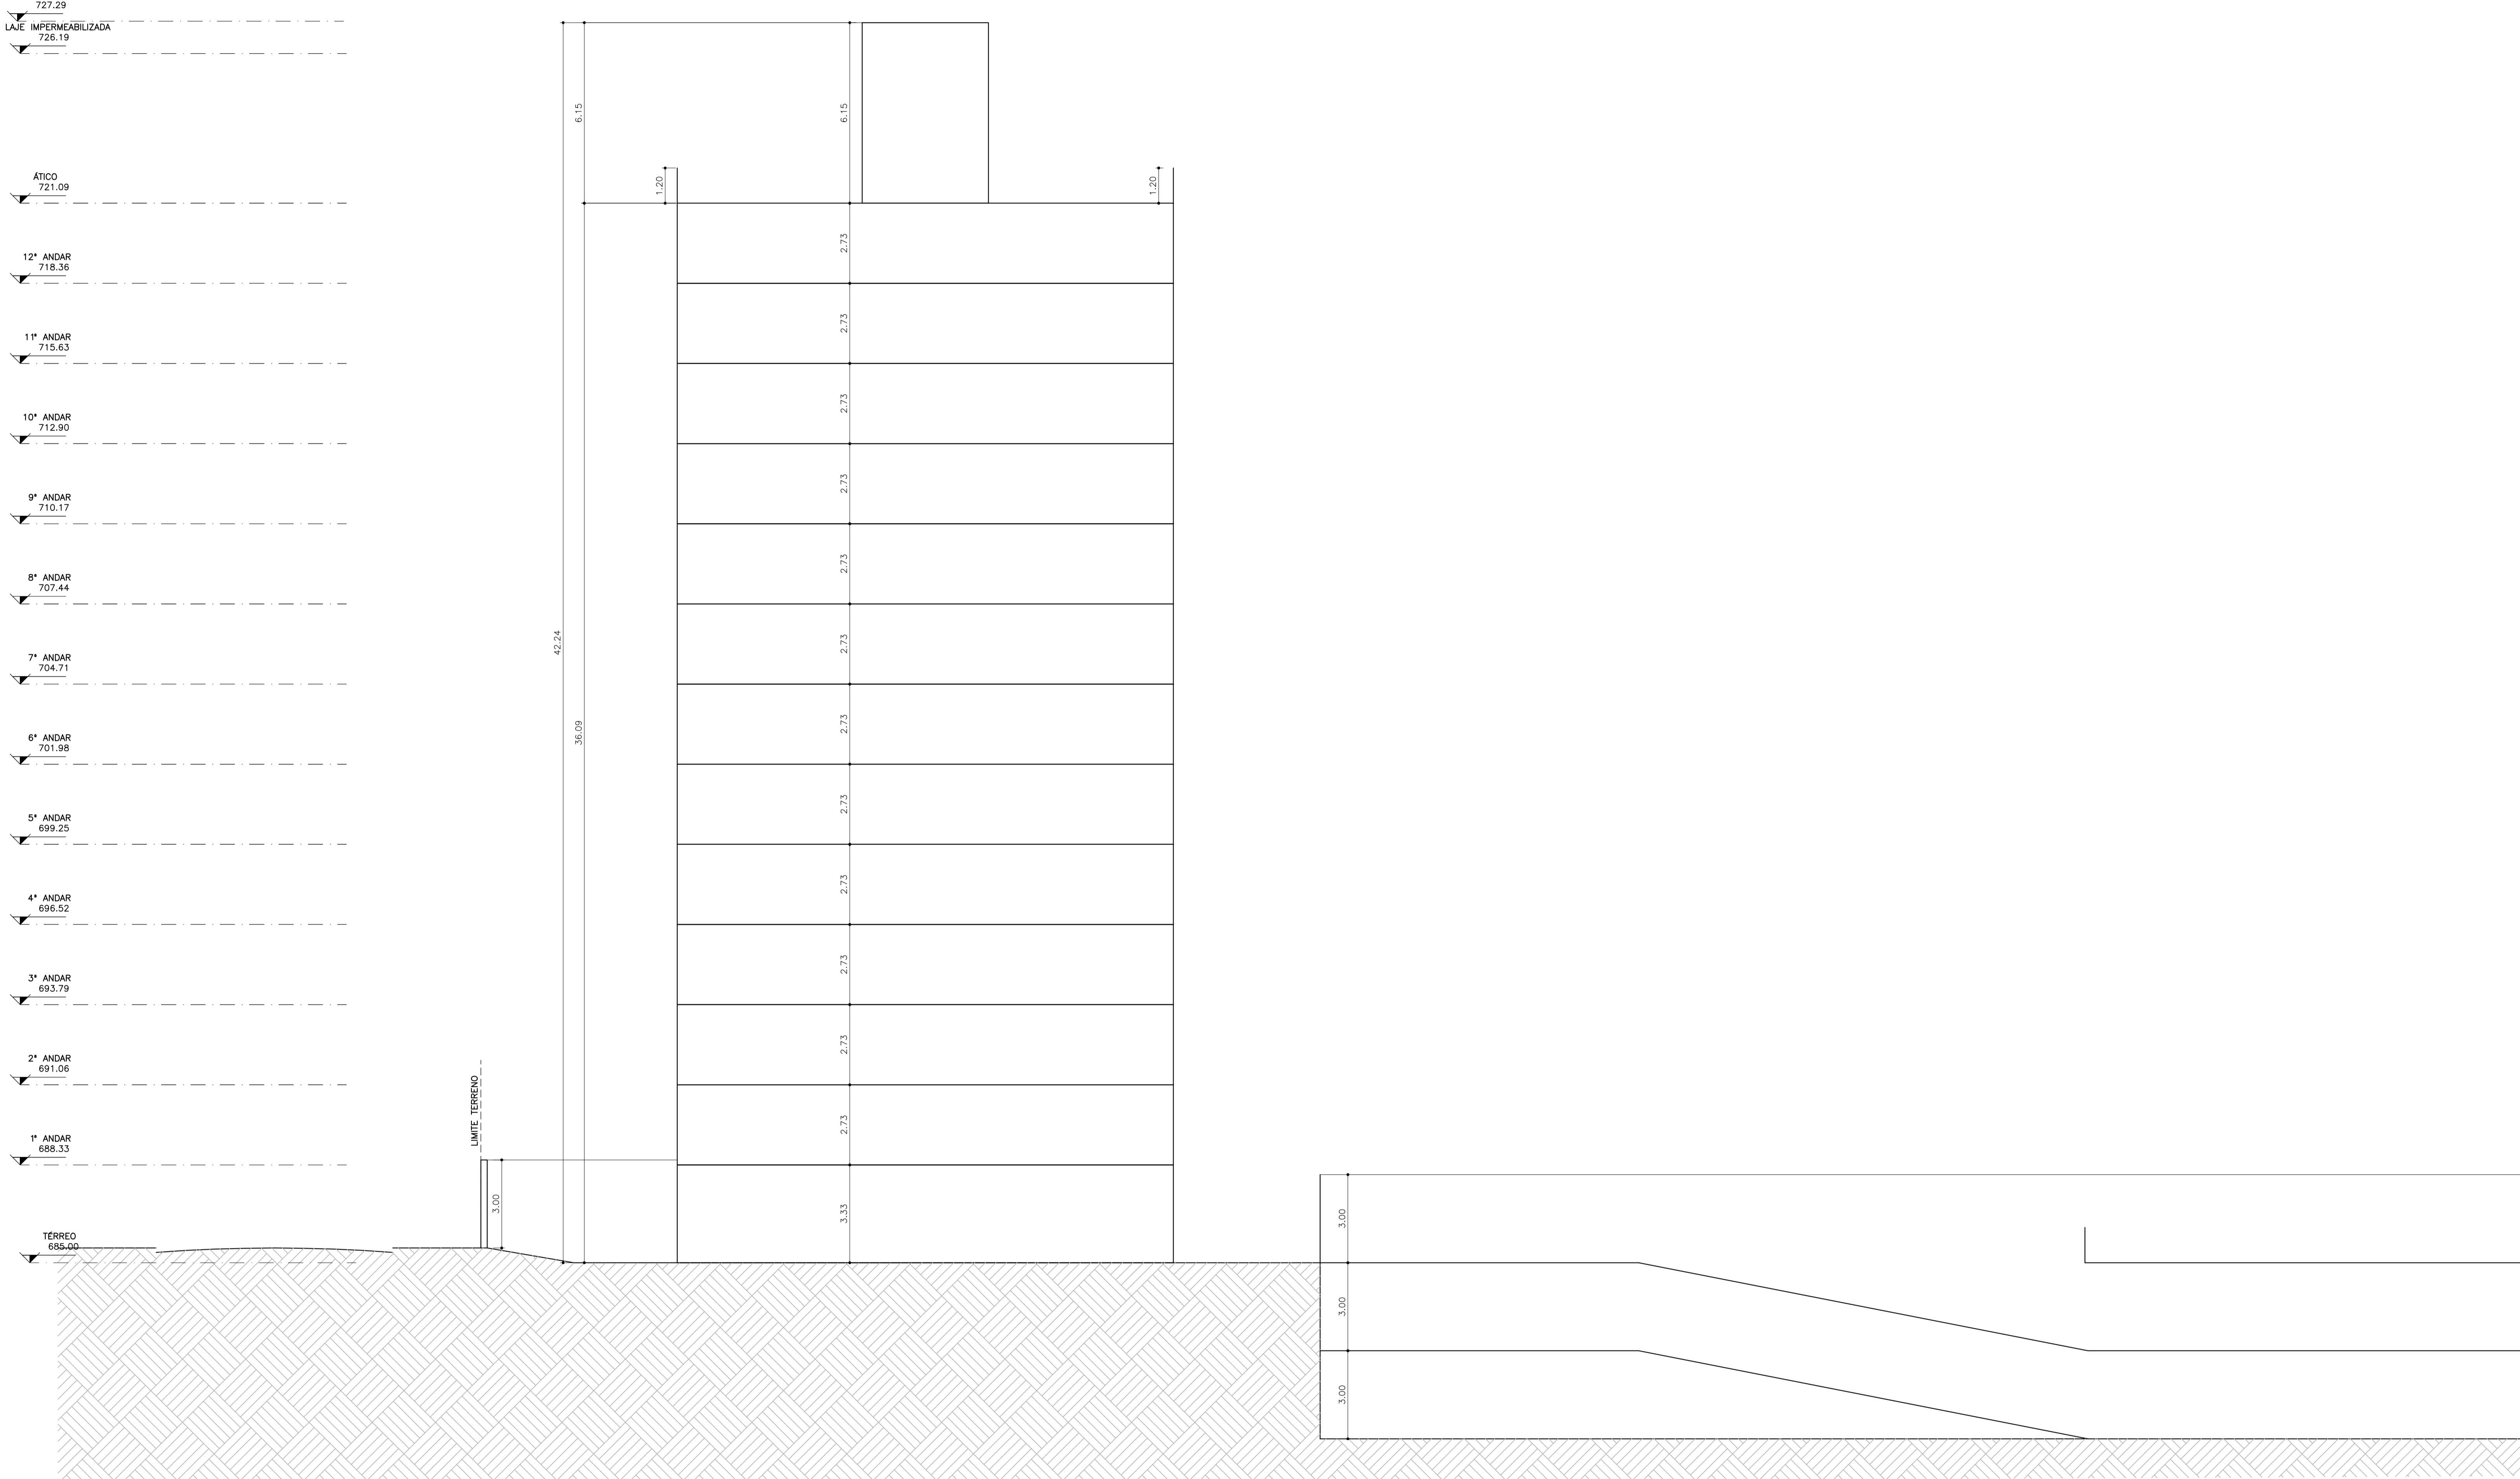 727.29
LAJE IMPERMEABILIZADA
726.19
6.15
6.15
ÁTICO
721.09
1.20
1.20
2.73
12° ANDAR
718.36
2.73
11° ANDAR
715.63
2.73
10° ANDAR
712.90
2.73
9° ANDAR
710.17
2.73
8° ANDAR
707.44
42.24
2.73
7° ANDAR
704.71
36.09
2.73
6° ANDAR
701.98
2.73
5° ANDAR
699.25
2.73
4° ANDAR
696.52
2.73
3° ANDAR
693.79
2.73
2° ANDAR
691.06
LIMITE TERRENO
2.73
1° ANDAR
688.33
3.00
3.33
3.00
TÉRREO
685.00
3.00
3.00